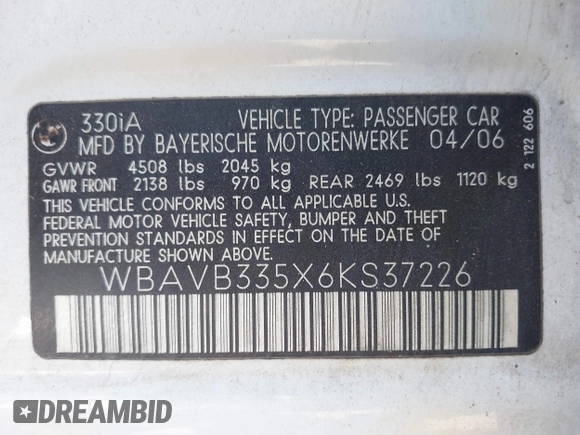 330iA VEHICLE TYPE: PASSENGER CAR
MFD BY BAYERISCHE MOTORENWERKE 04/06
GVWR 4508 lbs 2045 kg
GAWR FRONT 2138 lbs 970 kg REAR 2469 lbs 1120 kg
THIS VEHICLE CONFORMS TO ALL APPLICABLE U.S.
FEDERAL MOTOR VEHICLE SAFETY, BUMPER AND THEFT
PREVENTION STANDARDS IN EFFECT ON THE DATE OF
MANUFACTURE SHOWN ABOVE.
WBAVB335X6KS37226
2 122 606
DREAMBID